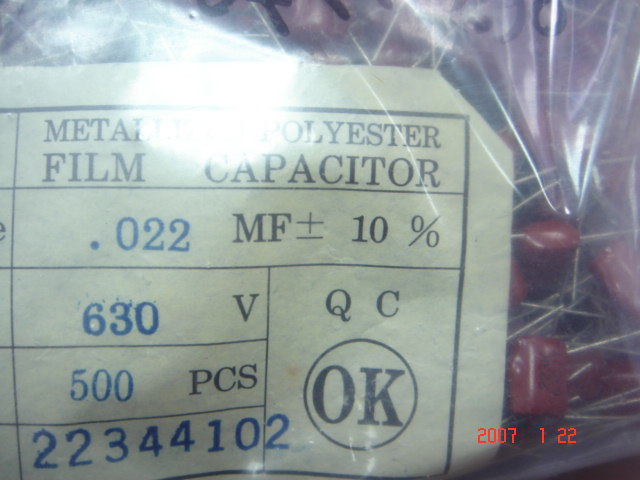 METALLIZED POLYESTER
FILM CAPACITOR
.022 MF± 10 %
630 V
Q C
500 PCS
OK
22344102
2007 1 22